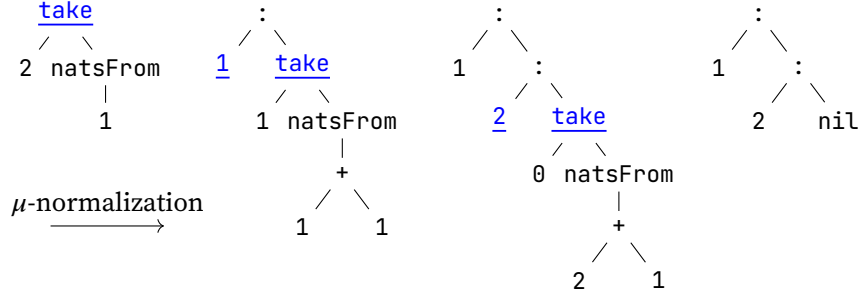 take : : :
2 natsFrom 1 take 1 : 1 :
1 1 natsFrom 2 take 2 nil
+ 0 natsFrom
μ-normalization
1 1 +
2 1